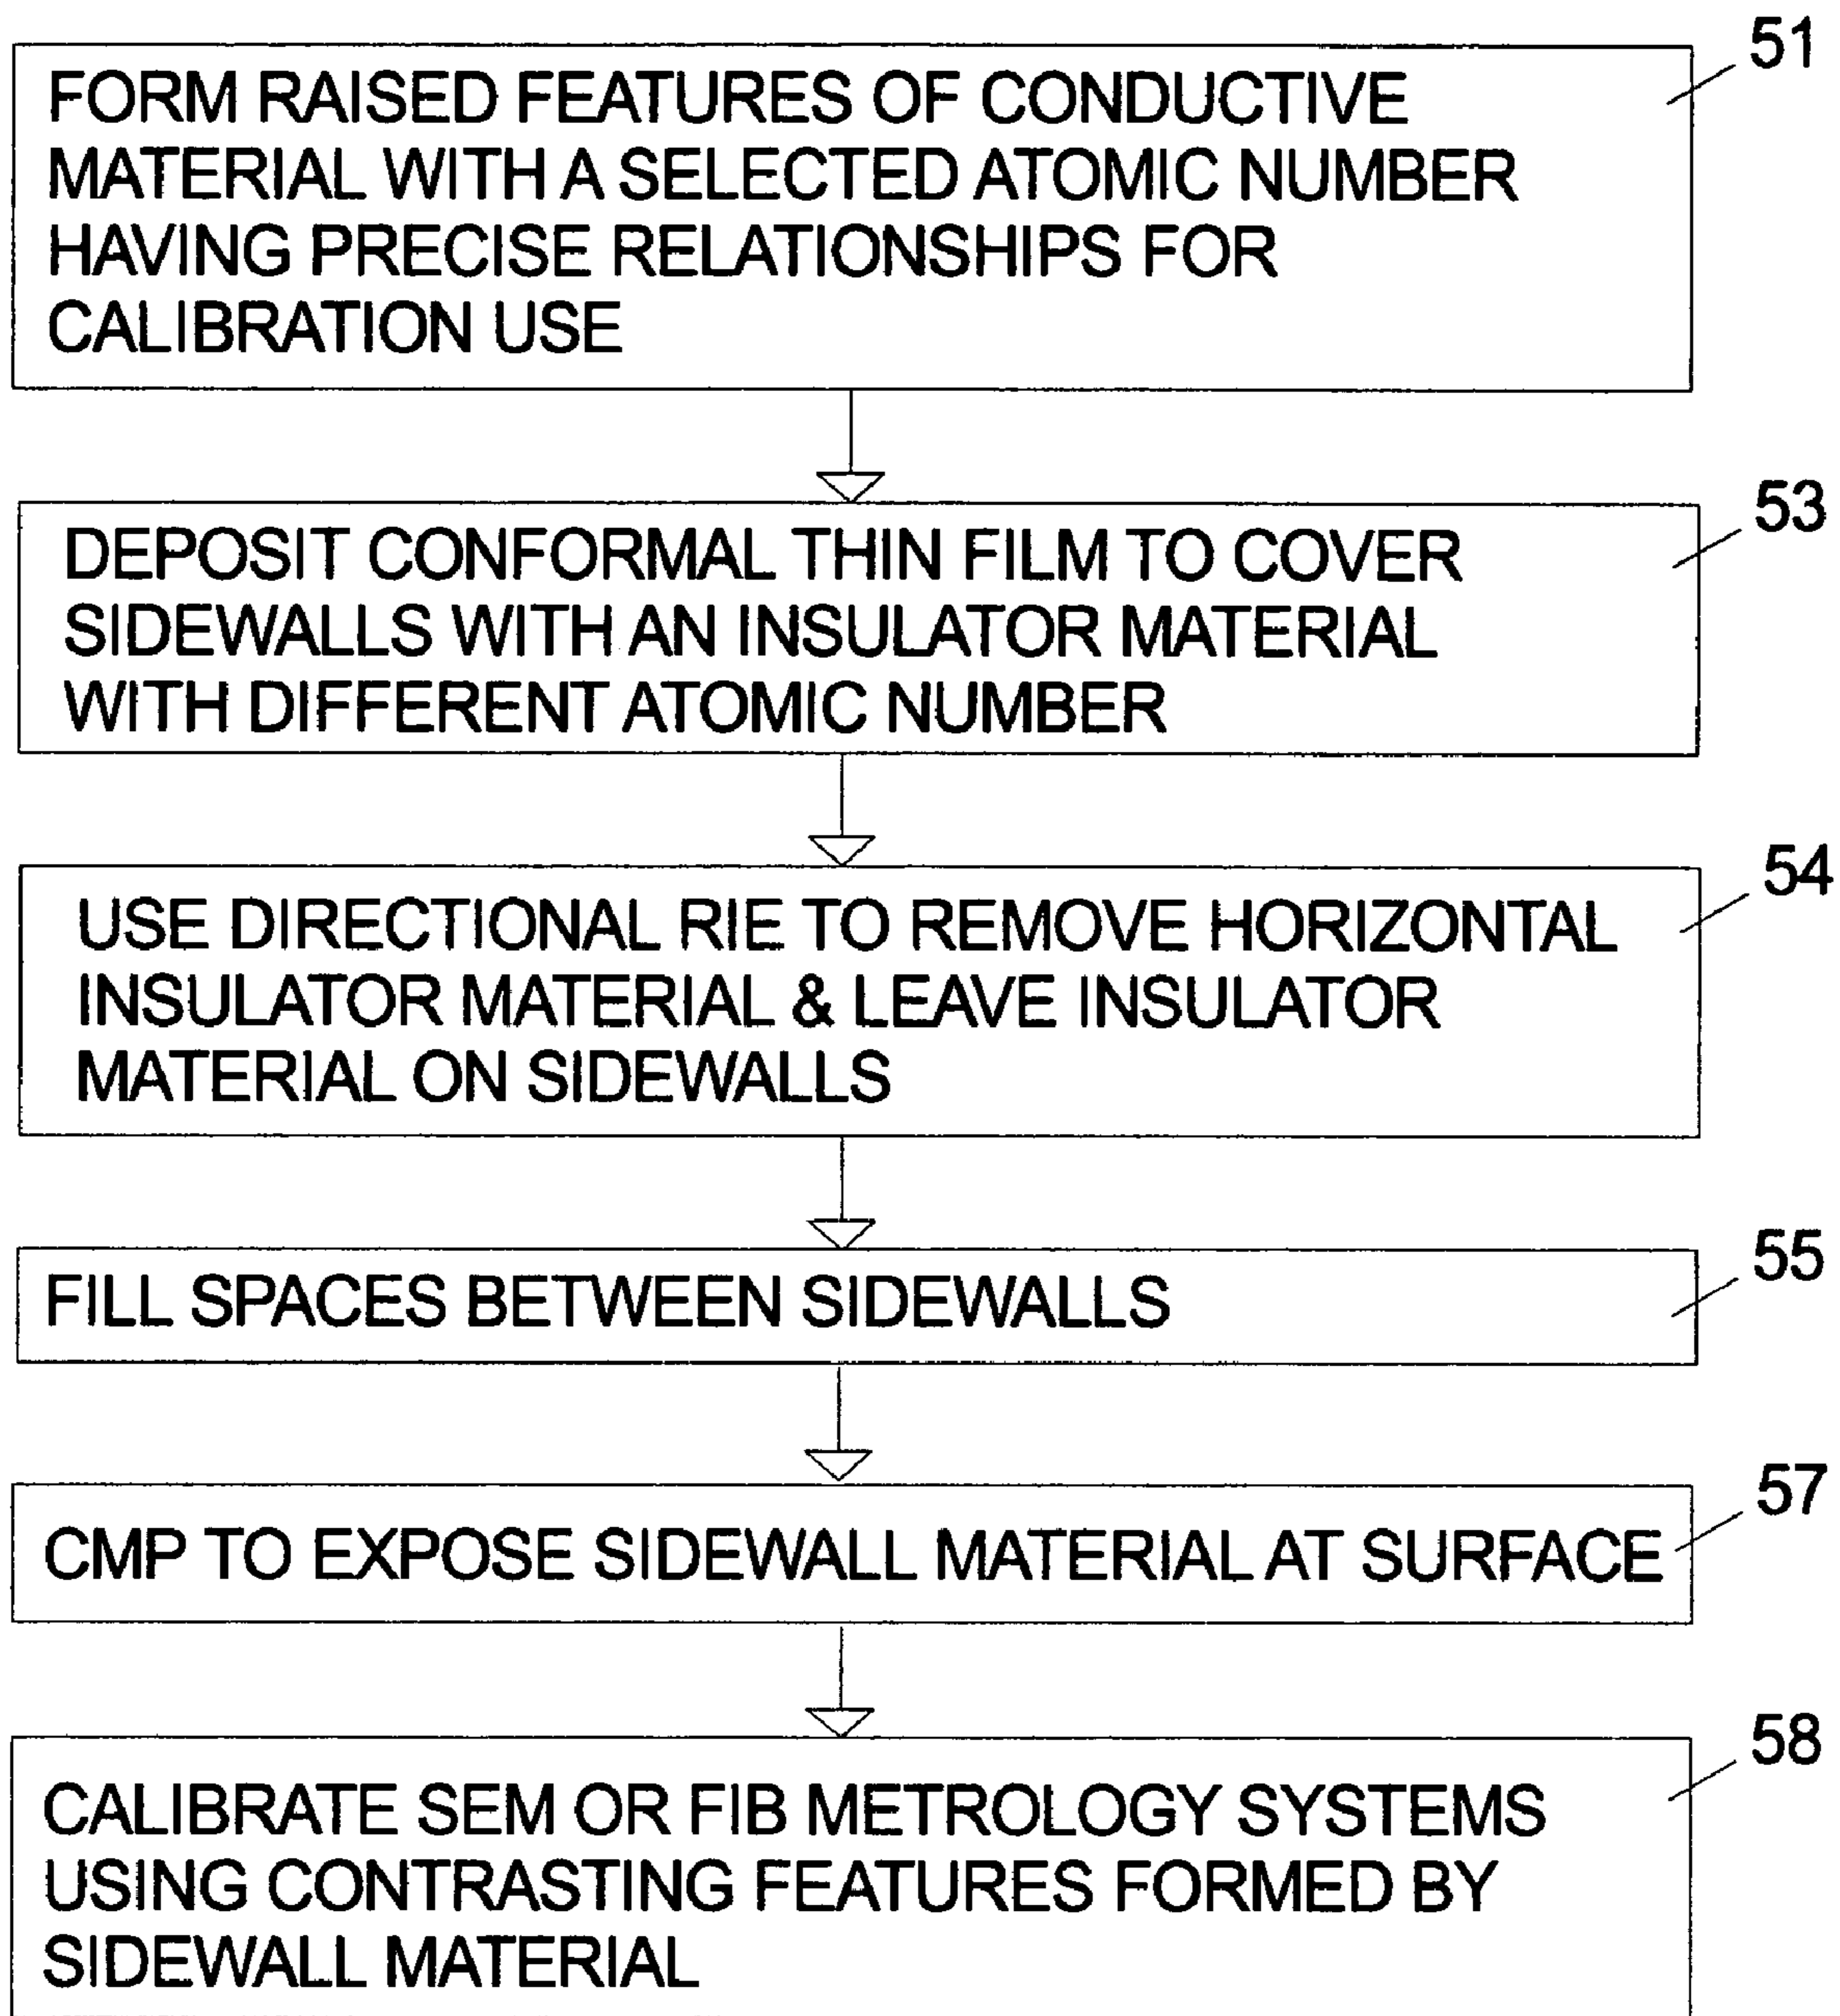 51
FORM RAISED FEATURES OF CONDUCTIVE
MATERIAL WITH A SELECTED ATOMIC NUMBER
HAVING PRECISE RELATIONSHIPS FOR
CALIBRATION USE
53
DEPOSIT CONFORMAL THIN FILM TO COVER
SIDEWALLS WITH AN INSULATOR MATERIAL
WITH DIFFERENT ATOMIC NUMBER
54
USE DIRECTIONAL RIE TO REMOVE HORIZONTAL
INSULATOR MATERIAL & LEAVE INSULATOR
MATERIAL ON SIDEWALLS
55
FILL SPACES BETWEEN SIDEWALLS
57
CMP TO EXPOSE SIDEWALL MATERIAL AT SURFACE
58
CALIBRATE SEM OR FIB METROLOGY SYSTEMS
USING CONTRASTING FEATURES FORMED BY
SIDEWALL MATERIAL